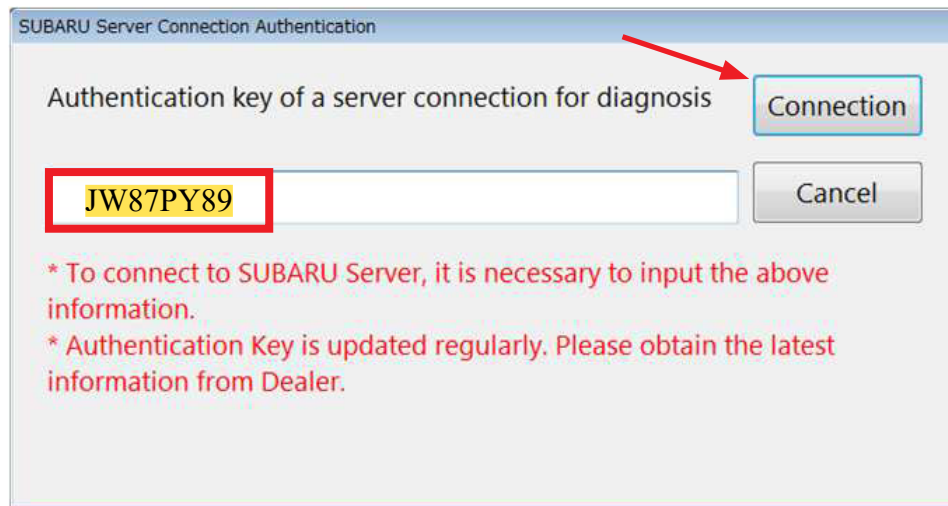 SUBARU Server Connection Authentication
Authentication key of a server connection for diagnosis
Connection
JW87PY89
Cancel
* To connect to SUBARU Server, it is necessary to input the above
information.
* Authentication Key is updated regularly. Please obtain the latest
information from Dealer.